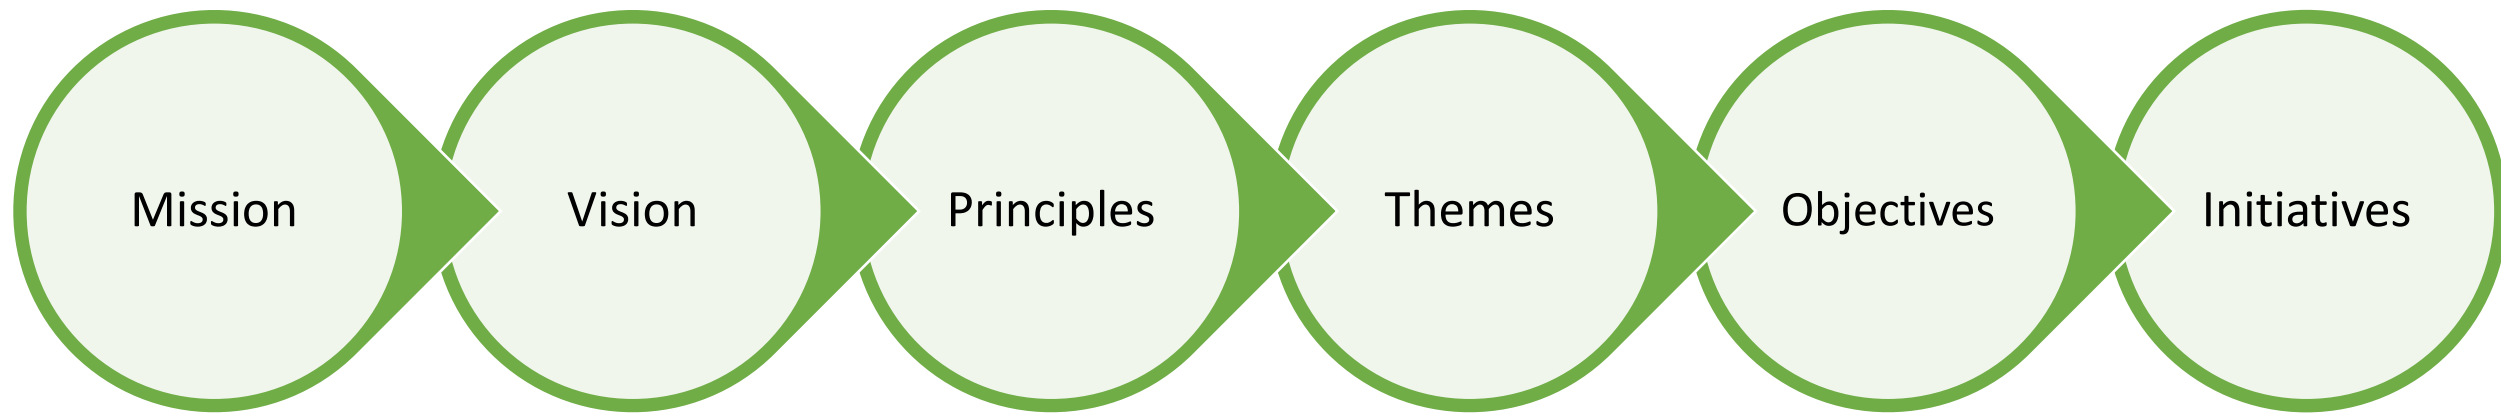 Mission
Vision
Principles
Themes
Objectives
Initiatives